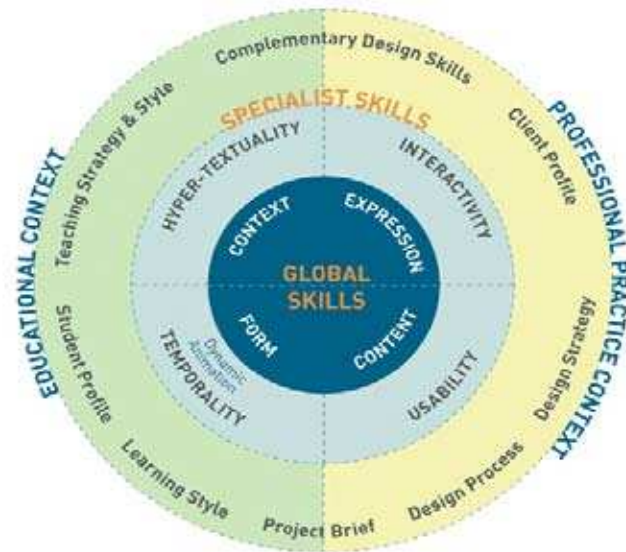 Complementary Design Skills
Teaching Strategy & Style
SPECIALIST SKILLS
Client Profile
EDUCATIONAL CONTEXT
PROFESSIONAL PRACTICE CONTEXT
HYPER-TEXTUALITY
INTERACTIVITY
CONTEXT
EXPRESSION
GLOBAL
SKILLS
FORM
CONTENT
Dynamic
Animation
TEMPORALITY
USABILITY
Student Profile
Design Strategy
Learning Style
Design Process
Project Brief